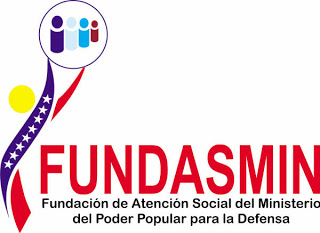 FUNDASMIN
Fundación de Atención Social del Ministerio
del Poder Popular para la Defensa